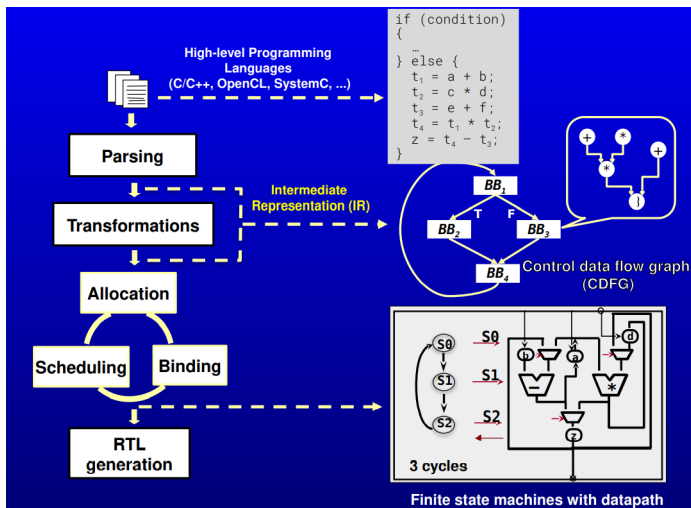 High-level Programming
Languages
(C/C++, OpenCL, SystemC, ...)
if (condition)
{
…
} else {
t₁ = a + b;
t₂ = c * d;
t₃ = e + f;
t₄ = t₁ * t₂;
z = t₄ – t₃;
}
Parsing
Intermediate
Representation (IR)
Transformations
BB₁
T F
BB₂ BB₃
BB₄
+ * +
*
Control data flow graph
(CDFG)
Allocation
Scheduling Binding
RTL
generation
S0
S1
S2
S0
S1
S2
b a d
– *
z
3 cycles
Finite state machines with datapath